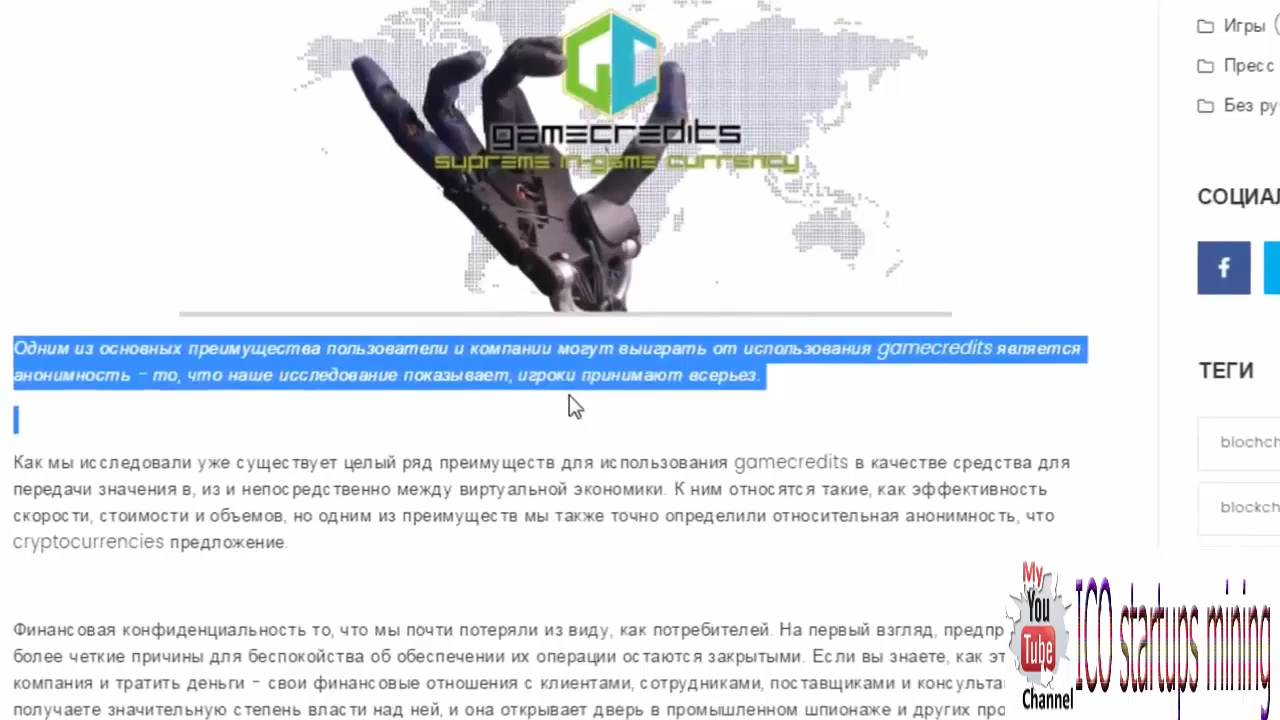 gamecredits
supreme in-game currency
Одним из основных преимущества пользователи и компании могут выиграть от использования gamecredits является
анонимность - то, что наше исследование показывает, игроки принимают всерьез.
Как мы исследовали уже существует целый ряд преимуществ для использования gamecredits в качестве средства для
передачи значения в, из и непосредственно между виртуальной экономики. К ним относятся такие, как эффективность
скорости, стоимости и объемов, но одним из преимуществ мы также точно определили относительная анонимность, что
cryptocurrencies предложение.
Финансовая конфиденциальность то, что мы почти потеряли из виду, как потребителей. На первый взгляд, предпр
более четкие причины для беспокойства об обеспечении их операции остаются закрытыми. Если вы знаете, как эт
компания и тратить деньги - свои финансовые отношения с клиентами, сотрудниками, поставщиками и консульта
получаете значительную степень власти над ней, и она открывает дверь в промышленном шпионаже и других про
Игры (
Пресс
Без ру
СОЦИАЛ
f
ТЕГИ
blochch
blockch
My
You
Tube
Channel
ICO startups mining